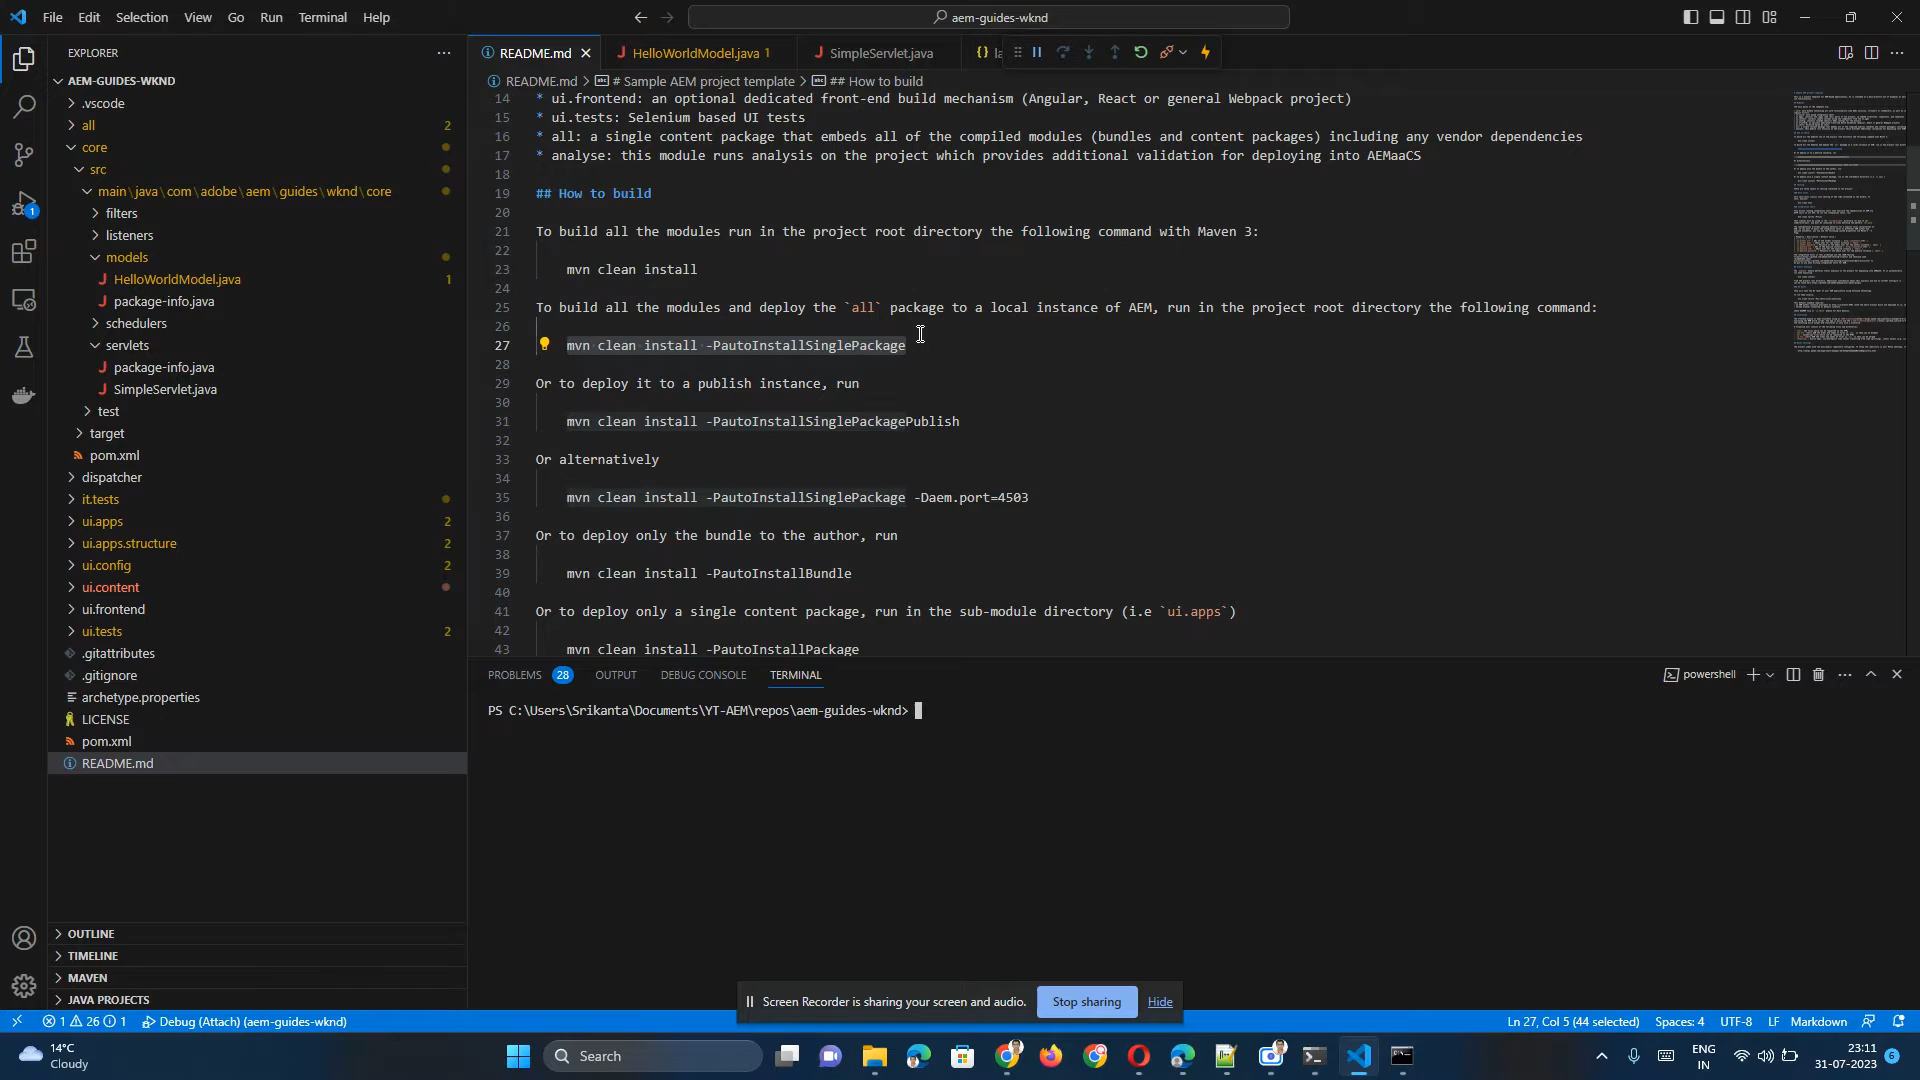 File Edit Selection View Go Run Terminal Help
aem-guides-wknd
EXPLORER
AEM-GUIDES-WKND
.vscode
all 2
core
src
main\java\com\adobe\aem\guides\wknd\core
filters
listeners
models
HelloWorldModel.java 1
package-info.java
schedulers
servlets
package-info.java
SimpleServlet.java
test
target
pom.xml
dispatcher
it.tests
ui.apps 2
ui.apps.structure 2
ui.config 2
ui.content
ui.frontend
ui.tests 2
.gitattributes
.gitignore
archetype.properties
LICENSE
pom.xml
README.md
OUTLINE
TIMELINE
MAVEN
JAVA PROJECTS
1
README.md
HelloWorldModel.java 1
SimpleServlet.java
{}
README.md > # Sample AEM project template > ## How to build
14 * ui.frontend: an optional dedicated front-end build mechanism (Angular, React or general Webpack project)
15 * ui.tests: Selenium based UI tests
16 * all: a single content package that embeds all of the compiled modules (bundles and content packages) including any vendor dependencies
17 * analyse: this module runs analysis on the project which provides additional validation for deploying into AEMaaCS
18
19 ## How to build
20
21 To build all the modules run in the project root directory the following command with Maven 3:
22
23 mvn clean install
24
25 To build all the modules and deploy the `all` package to a local instance of AEM, run in the project root directory the following command:
26
27 mvn clean install -PautoInstallSinglePackage
28
29 Or to deploy it to a publish instance, run
30
31 mvn clean install -PautoInstallSinglePackagePublish
32
33 Or alternatively
34
35 mvn clean install -PautoInstallSinglePackage -Daem.port=4503
36
37 Or to deploy only the bundle to the author, run
38
39 mvn clean install -PautoInstallBundle
40
41 Or to deploy only a single content package, run in the sub-module directory (i.e `ui.apps`)
42
43 mvn clean install -PautoInstallPackage
PROBLEMS 28 OUTPUT DEBUG CONSOLE TERMINAL
powershell
PS C:\Users\Srikanta\Documents\YT-AEM\repos\aem-guides-wknd>
Screen Recorder is sharing your screen and audio. Stop sharing Hide
1 26 1 Debug (Attach) (aem-guides-wknd)
Ln 27, Col 5 (44 selected) Spaces: 4 UTF-8 LF Markdown
14°C
Cloudy
Search
ENG
IN
23:11
31-07-2023
6